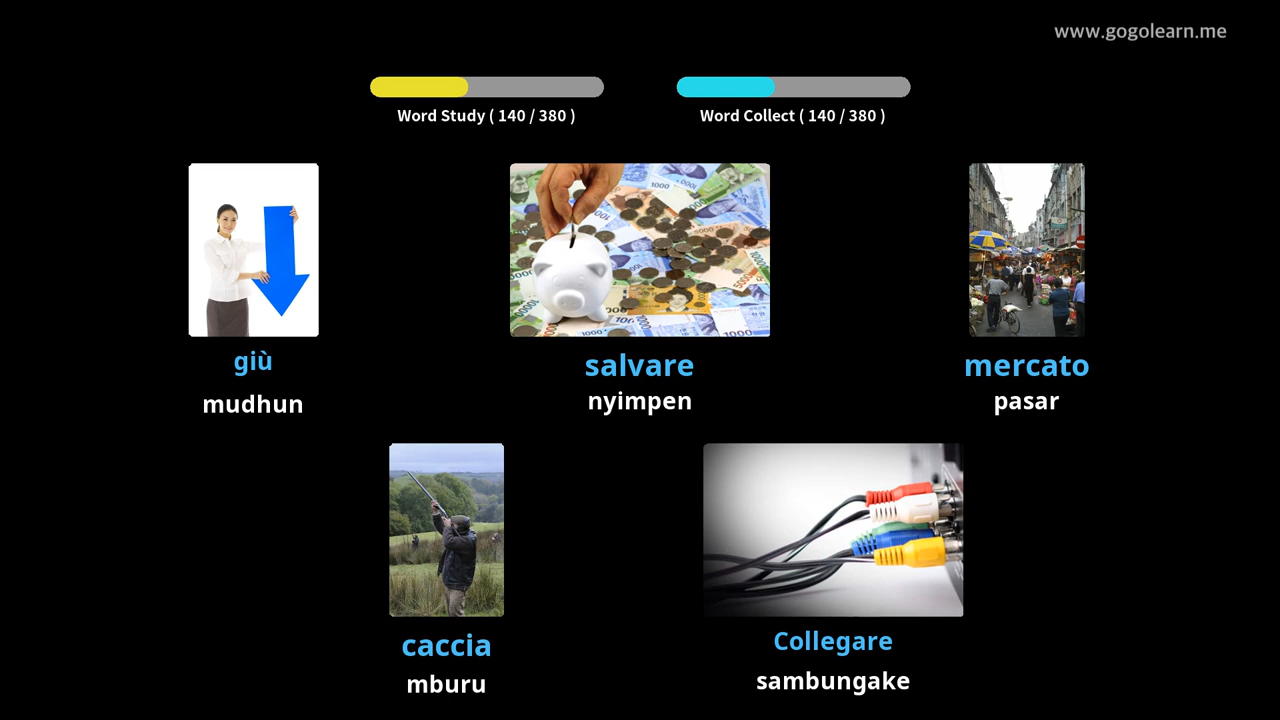 www.gogolearn.me
Word Study ( 140 / 380 )
Word Collect ( 140 / 380 )
giù
mudhun
salvare
nyimpen
mercato
pasar
caccia
mburu
Collegare
sambungake